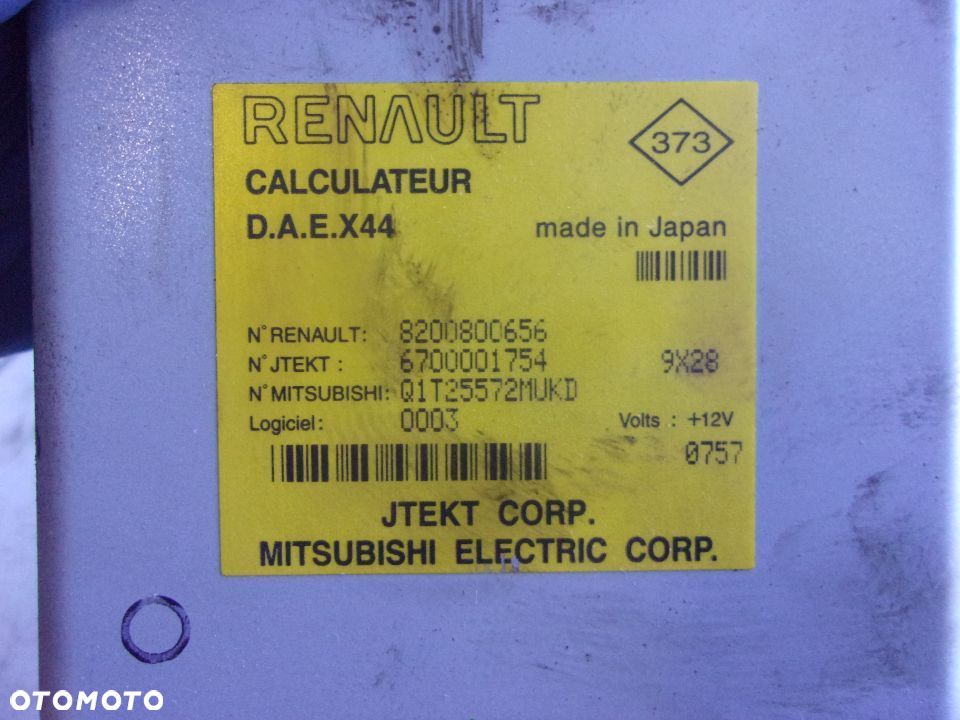 RENAULT
373
CALCULATEUR
D.A.E.X44 made in Japan
N° RENAULT: 8200800656
N° JTEKT : 6700001754 9X28
N° MITSUBISHI: Q1T25572MUKD
Logiciel: 0003 Volts : +12V
0757
JTEKT CORP.
MITSUBISHI ELECTRIC CORP.
OTOMOTO